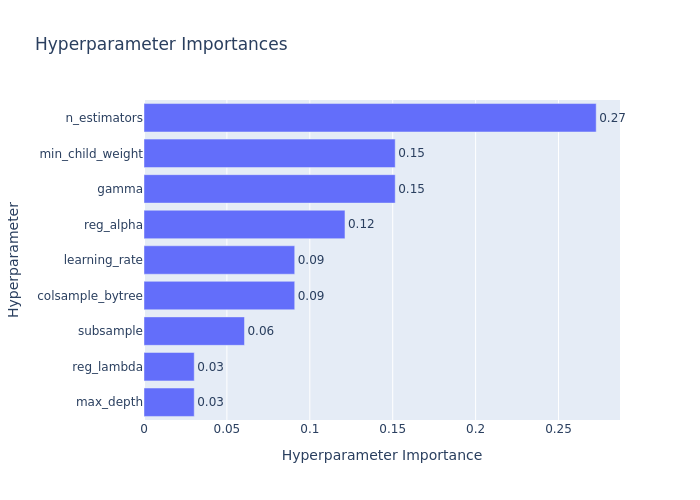 Hyperparameter Importances
Hyperparameter
n_estimators 0.27
min_child_weight 0.15
gamma 0.15
reg_alpha 0.12
learning_rate 0.09
colsample_bytree 0.09
subsample 0.06
reg_lambda 0.03
max_depth 0.03
0 0.05 0.1 0.15 0.2 0.25
Hyperparameter Importance